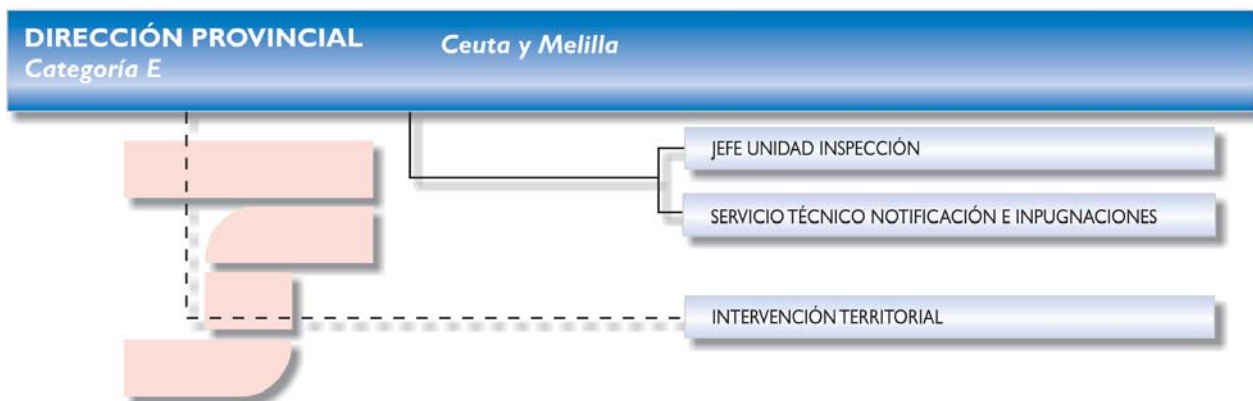 DIRECCIÓN PROVINCIAL
Categoría E
Ceuta y Melilla
JEFE UNIDAD INSPECCIÓN
SERVICIO TÉCNICO NOTIFICACIÓN E INPUGNACIONES
INTERVENCIÓN TERRITORIAL